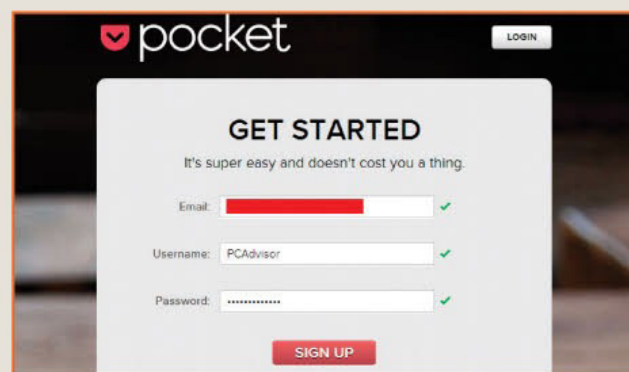 pocket
LOGIN
GET STARTED
It's super easy and doesn't cost you a thing.
Email:
Username: PCAdvisor
Password: •••••••••••••
SIGN UP